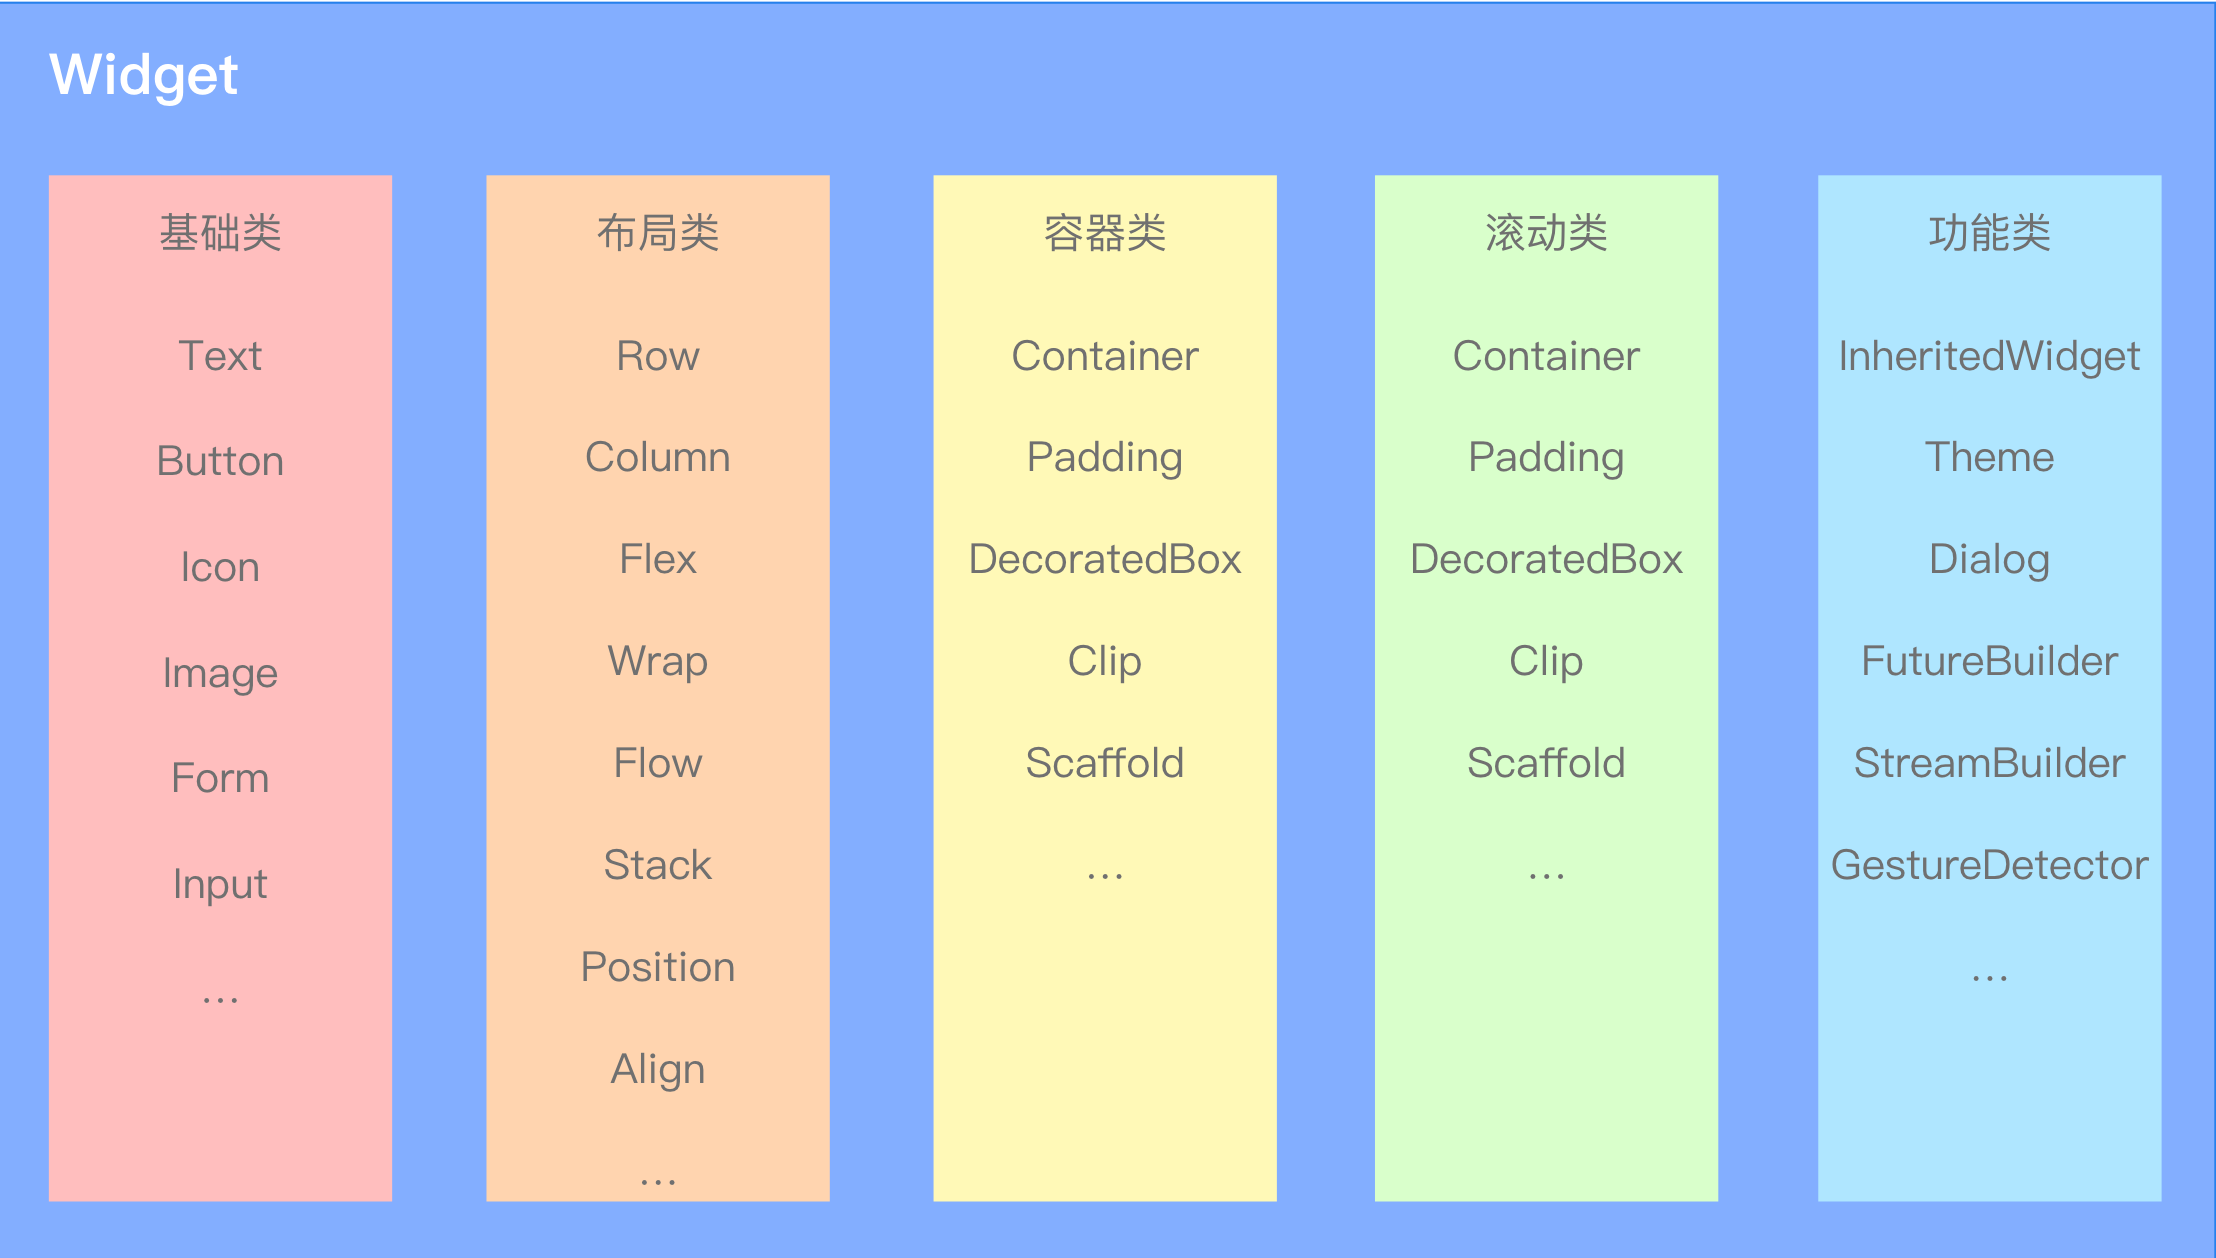 Widget
基础类
Text
Button
Icon
Image
Form
Input
...
布局类
Row
Column
Flex
Wrap
Flow
Stack
Position
Align
...
容器类
Container
Padding
DecoratedBox
Clip
Scaffold
...
滚动类
Container
Padding
DecoratedBox
Clip
Scaffold
...
功能类
InheritedWidget
Theme
Dialog
FutureBuilder
StreamBuilder
GestureDetector
...